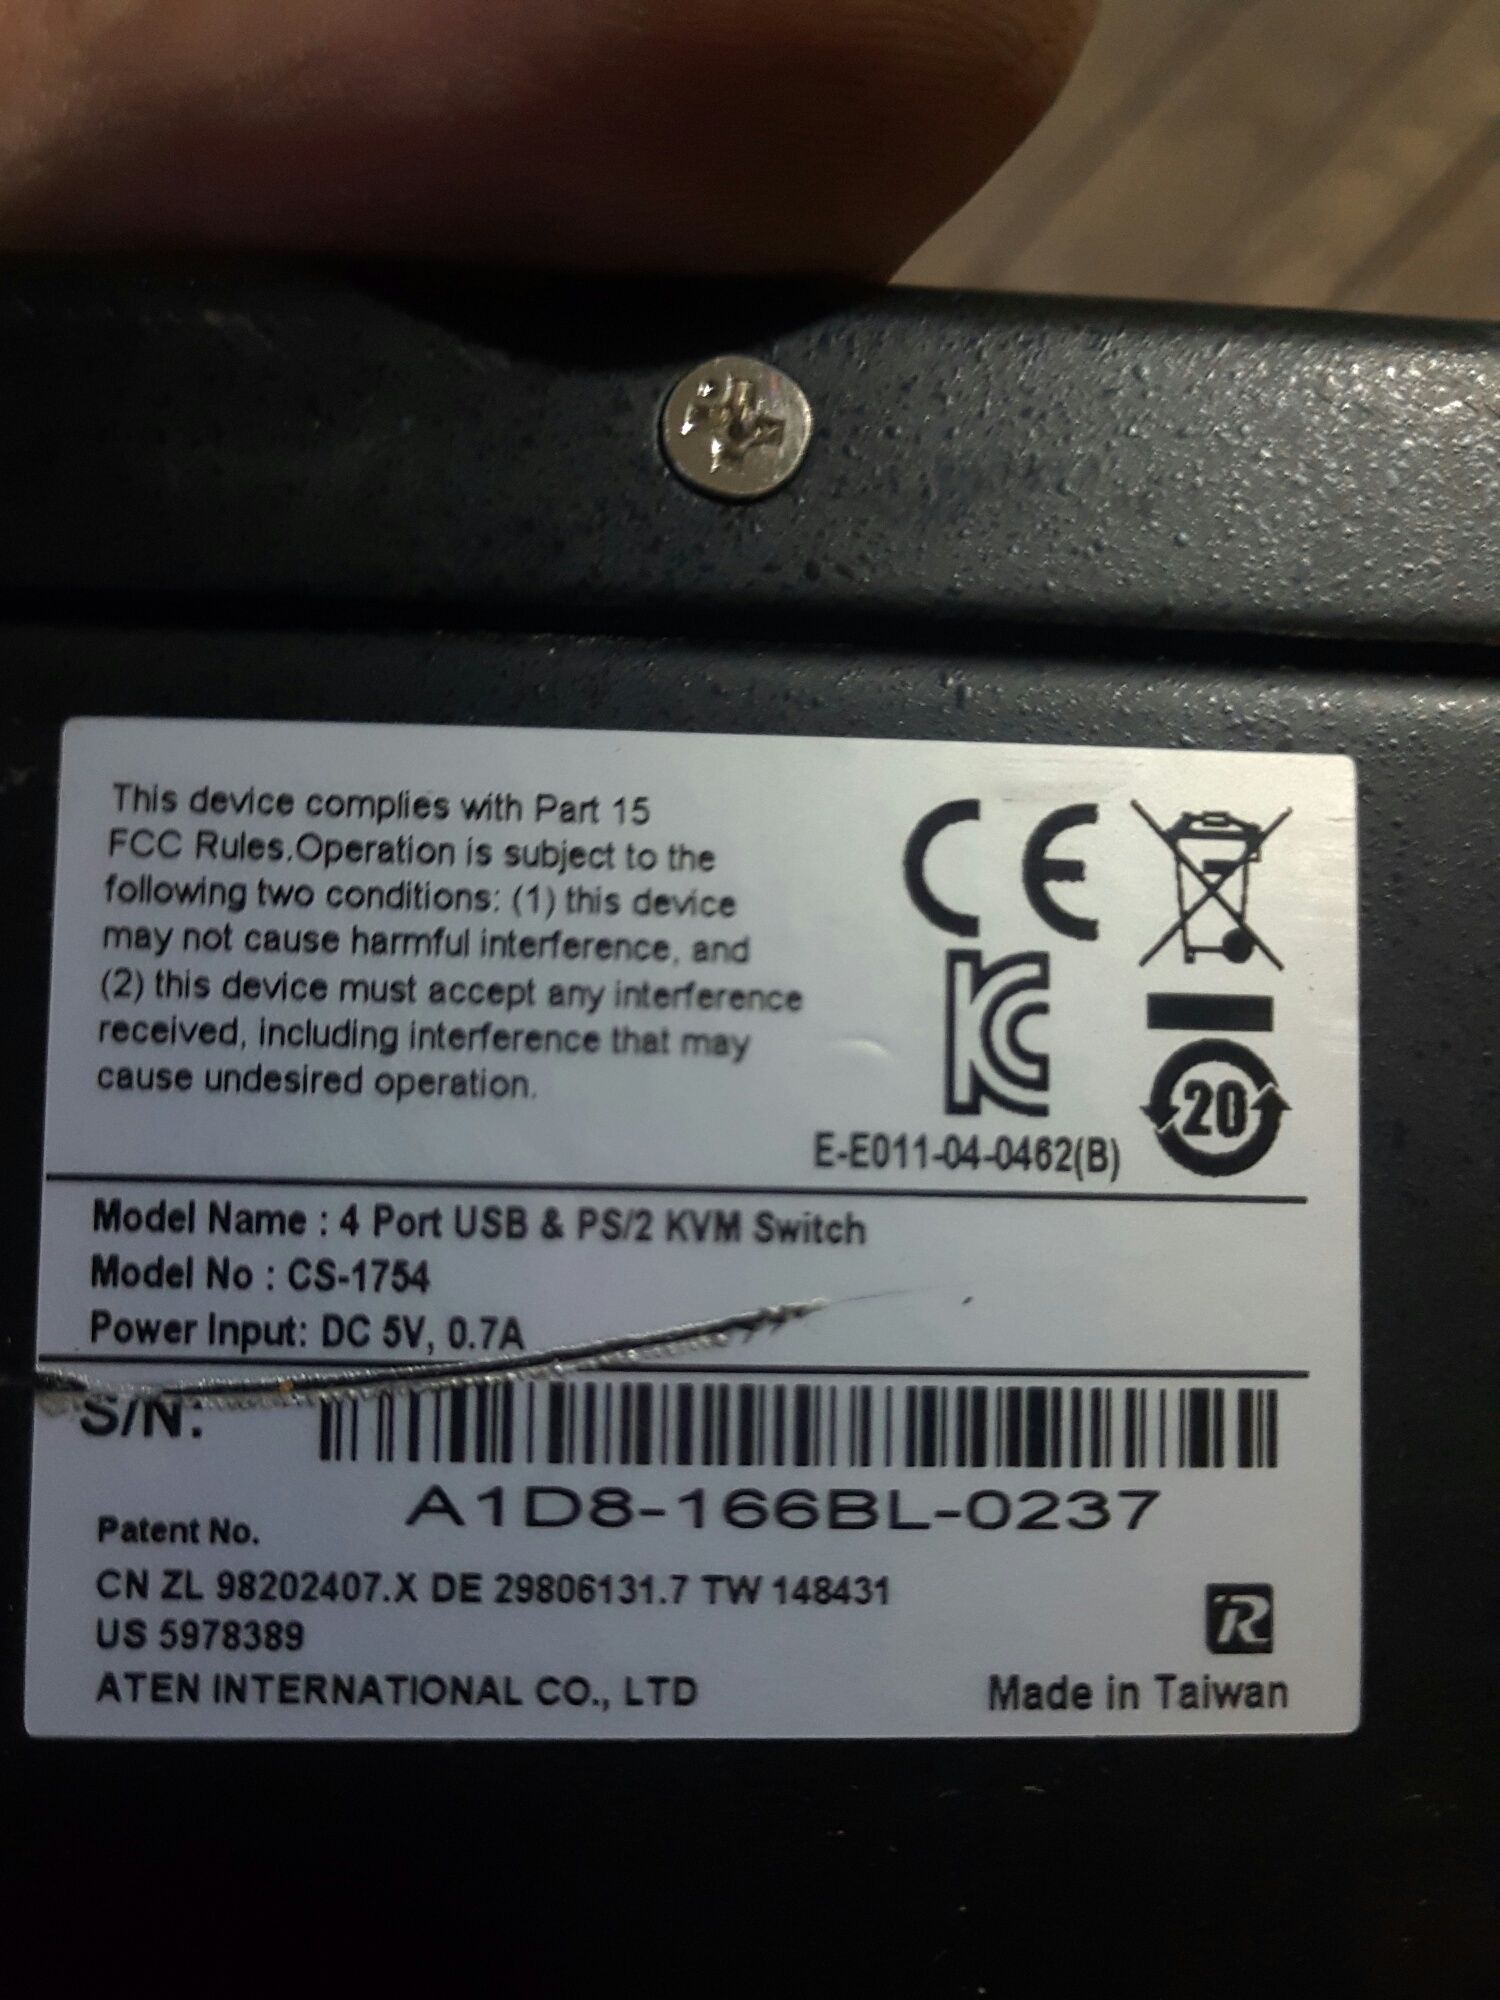 This device complies with Part 15
FCC Rules.Operation is subject to the
following two conditions: (1) this device
may not cause harmful interference, and
(2) this device must accept any interference
received, including interference that may
cause undesired operation.
CE
KC
20
E-E011-04-0462(B)
Model Name : 4 Port USB & PS/2 KVM Switch
Model No : CS-1754
Power Input: DC 5V, 0.7A
S/N:
A1D8-166BL-0237
Patent No.
CN ZL 98202407.X DE 29806131.7 TW 148431
US 5978389
R
ATEN INTERNATIONAL CO., LTD
Made in Taiwan